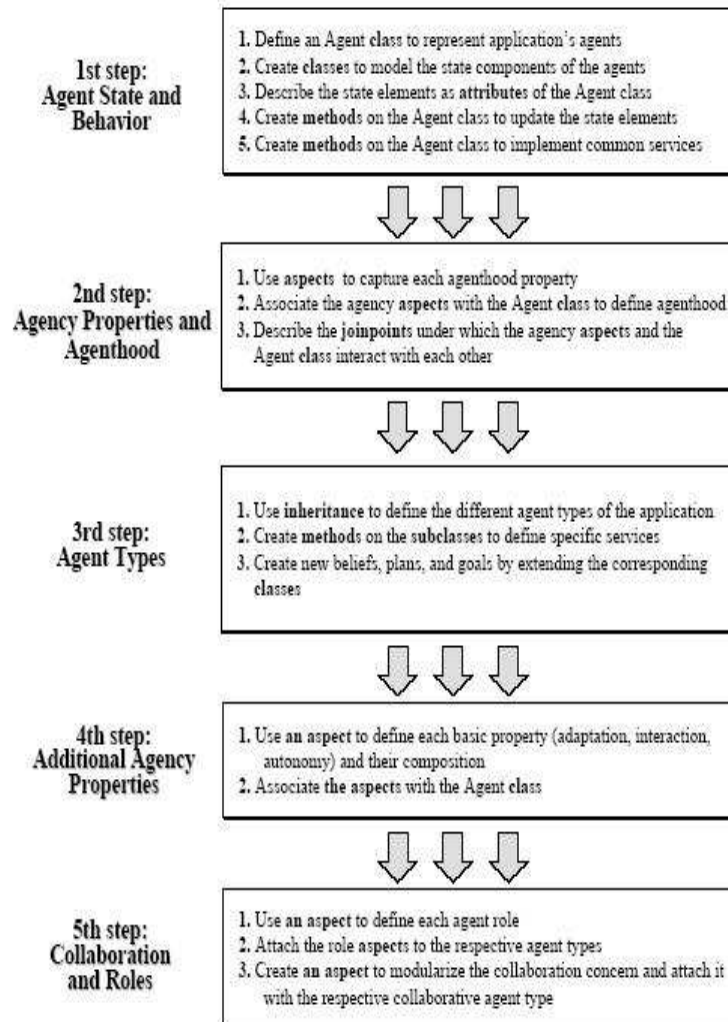 1st step:
Agent State and
Behavior
1. Define an Agent class to represent application's agents
2. Create classes to model the state components of the agents
3. Describe the state elements as attributes of the Agent class
4. Create methods on the Agent class to update the state elements
5. Create methods on the Agent class to implement common services
2nd step:
Agency Properties and
Agenthood
1. Use aspects to capture each agenthood property
2. Associate the agency aspects with the Agent class to define agenthood
3. Describe the joinpoints under which the agency aspects and the
Agent class interact with each other
3rd step:
Agent Types
1. Use inheritance to define the different agent types of the application
2. Create methods on the subclasses to define specific services
3. Create new beliefs, plans, and goals by extending the corresponding
classes
4th step:
Additional Agency
Properties
1. Use an aspect to define each basic property (adaptation, interaction,
autonomy) and their composition
2. Associate the aspects with the Agent class
5th step:
Collaboration
and Roles
1. Use an aspect to define each agent role
2. Attach the role aspects to the respective agent types
3. Create an aspect to modularize the collaboration concern and attach it
with the respective collaborative agent type